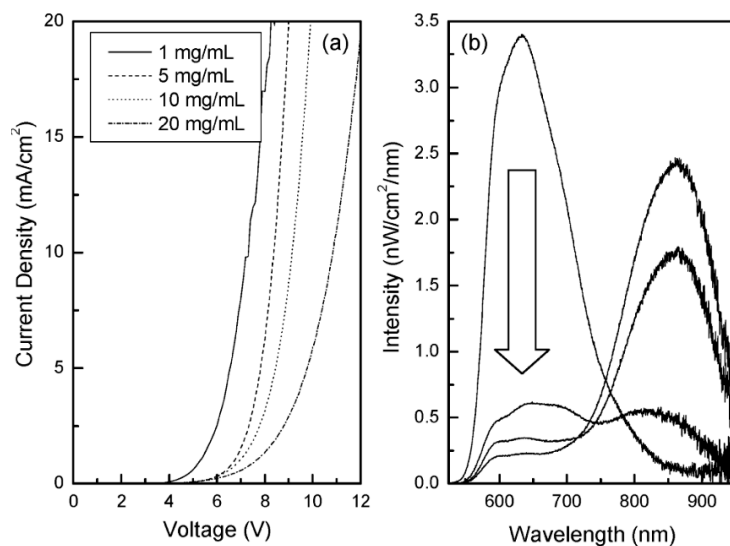 (a)
1 mg/mL
5 mg/mL
10 mg/mL
20 mg/mL
Current Density (mA/cm²)
20
15
10
5
0
0 2 4 6 8 10 12
Voltage (V)
(b)
Intensity (nW/cm²/nm)
3.5
3.0
2.5
2.0
1.5
1.0
0.5
0.0
600 700 800 900
Wavelength (nm)